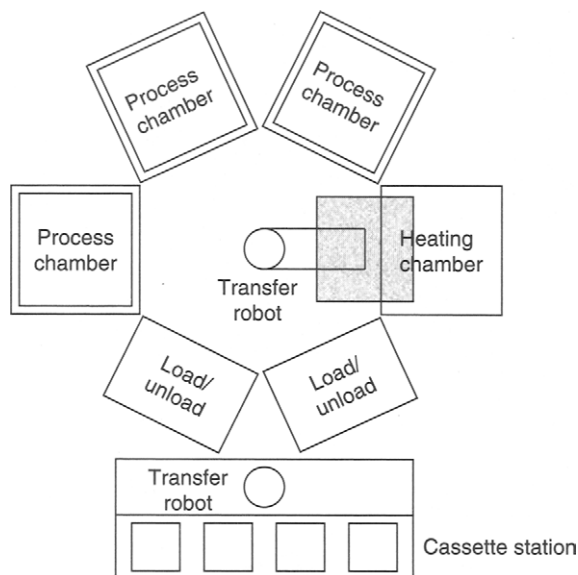 Process
chamber
Process
chamber
Process
chamber
Heating
chamber
Transfer
robot
Load/
unload
Load/
unload
Transfer
robot
Cassette station